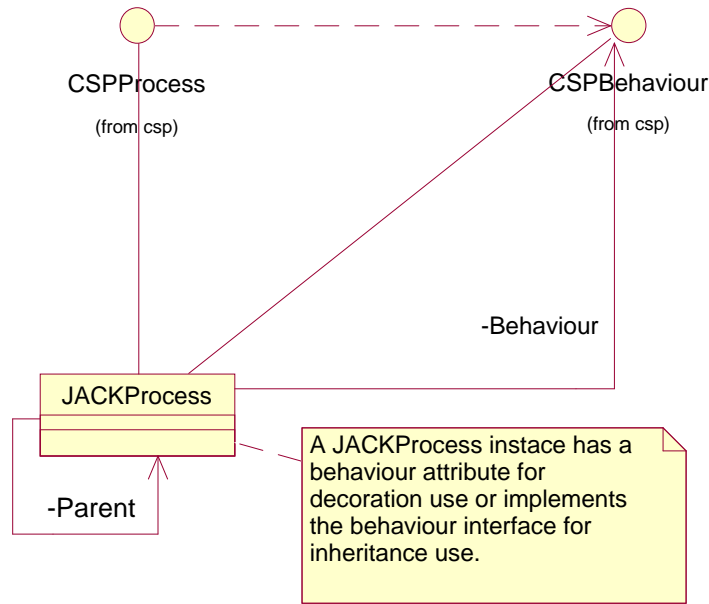 CSPProcess
(from csp)
CSPBehaviour
(from csp)
-Behaviour
JACKProcess
-Parent
A JACKProcess instace has a
behaviour attribute for
decoration use or implements
the behaviour interface for
inheritance use.